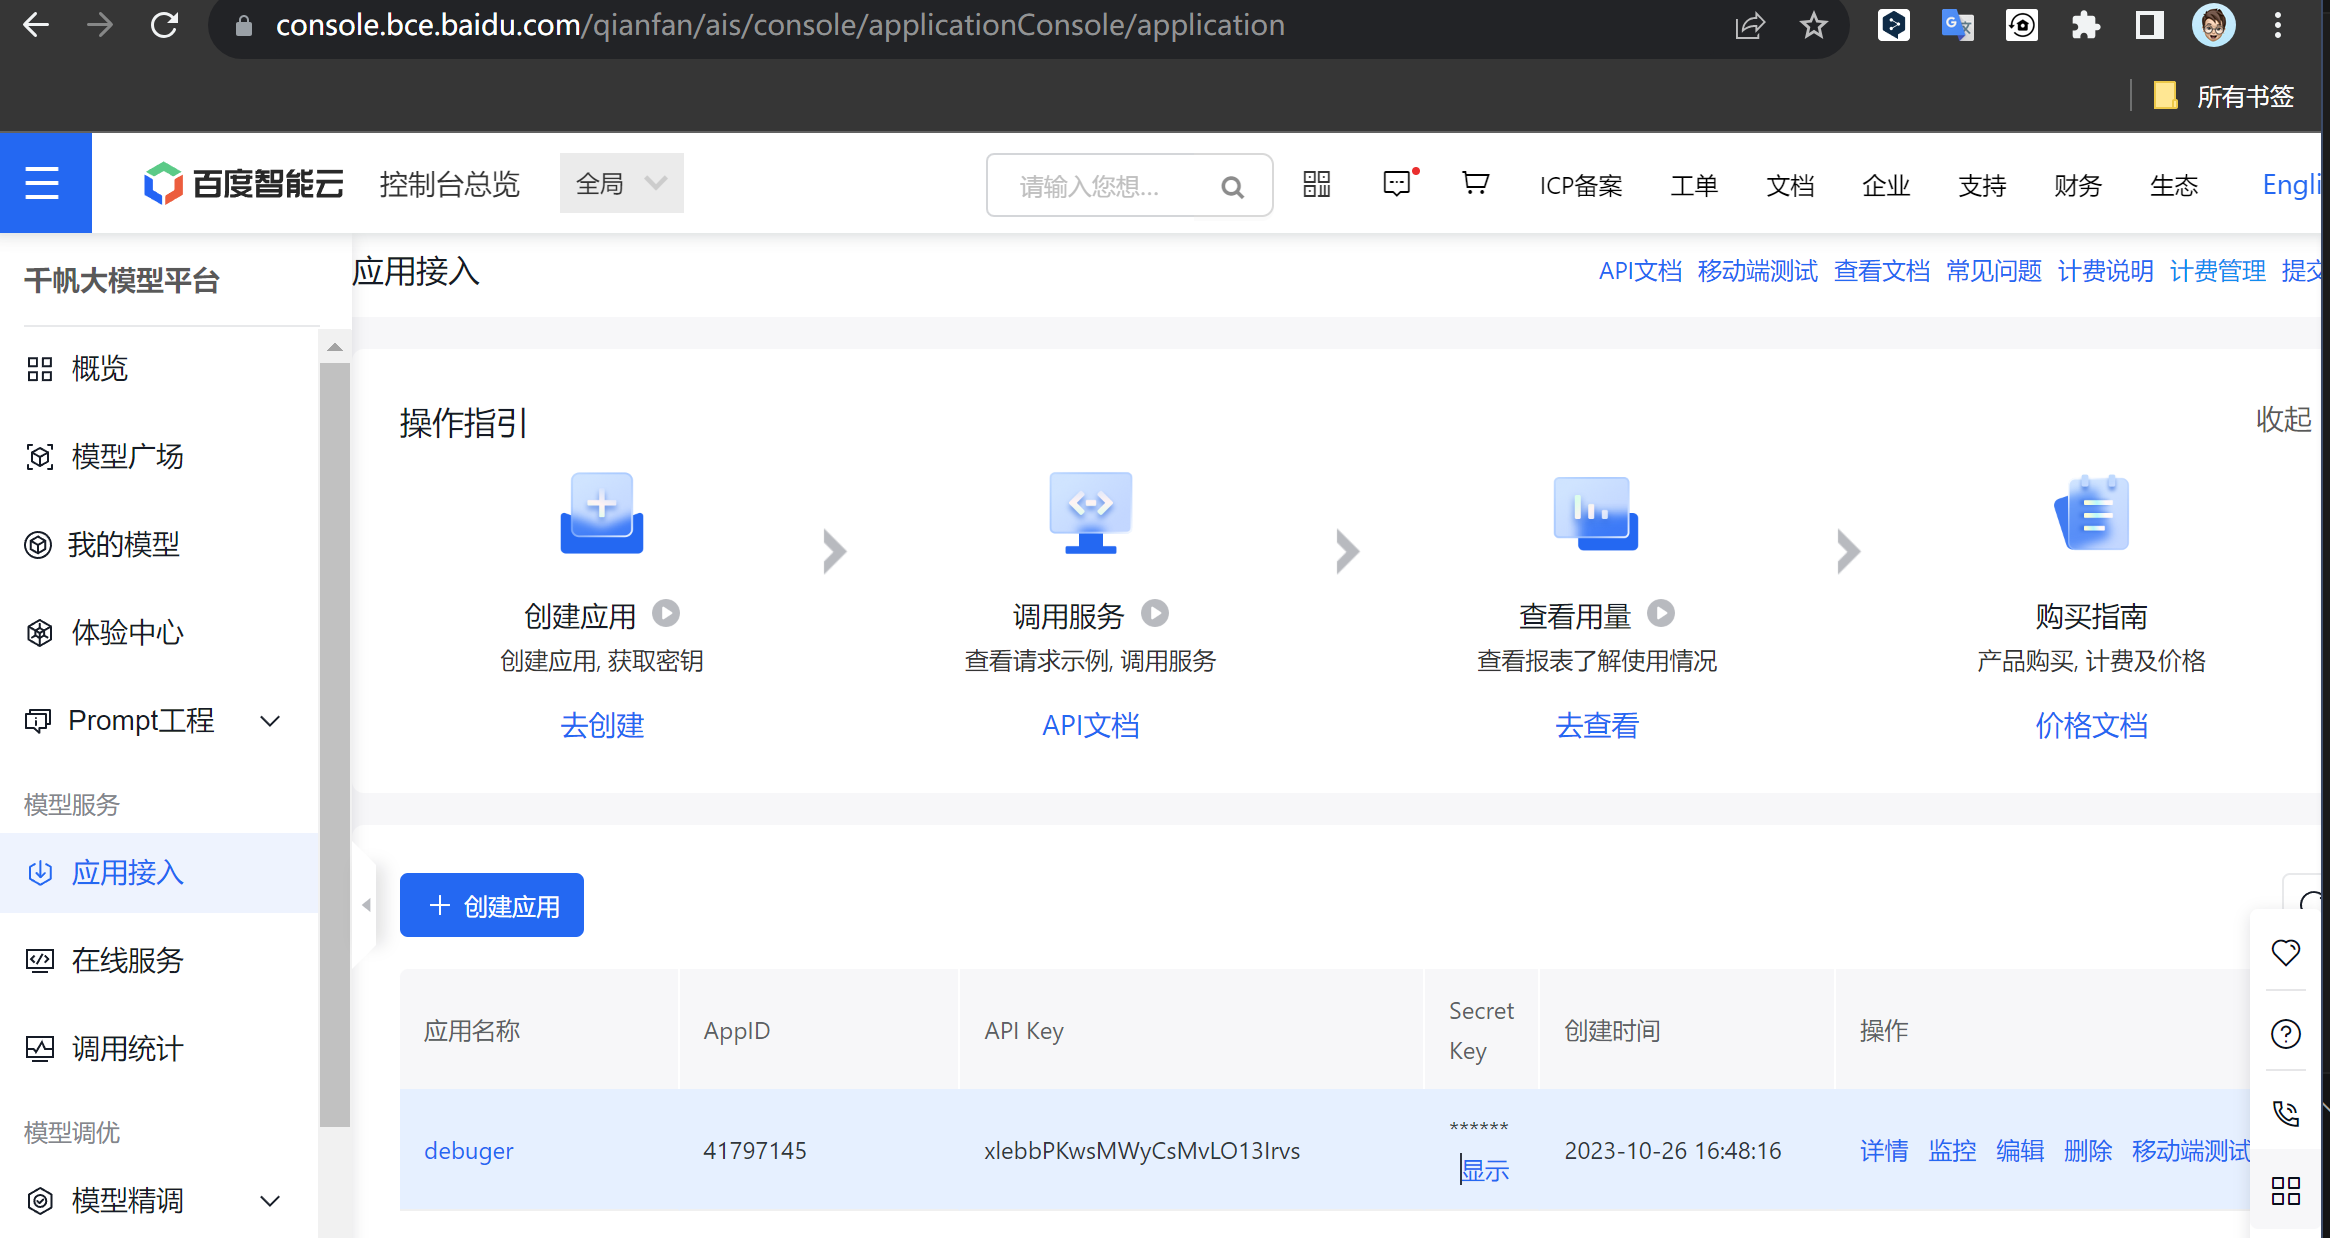 console.bce.baidu.com/qianfan/ais/console/applicationConsole/application
所有书签
百度智能云 控制台总览 全局 请输入您想... ICP备案 工单 文档 企业 支持 财务 生态 Engli
千帆大模型平台
应用接入 API文档 移动端测试 查看文档 常见问题 计费说明 计费管理 提交
概览
模型广场
我的模型
体验中心
Prompt工程
模型服务
应用接入
在线服务
调用统计
模型调优
模型精调
操作指引 收起
创建应用 调用服务 查看用量 购买指南
创建应用, 获取密钥 查看请求示例, 调用服务 查看报表了解使用情况 产品购买, 计费及价格
去创建 API文档 去查看 价格文档
创建应用
应用名称 AppID API Key Secret Key 创建时间 操作
debuger 41797145 xlebbPKwsMWyCsMvLO13Irvs ****** 显示 2023-10-26 16:48:16 详情 监控 编辑 删除 移动端测试